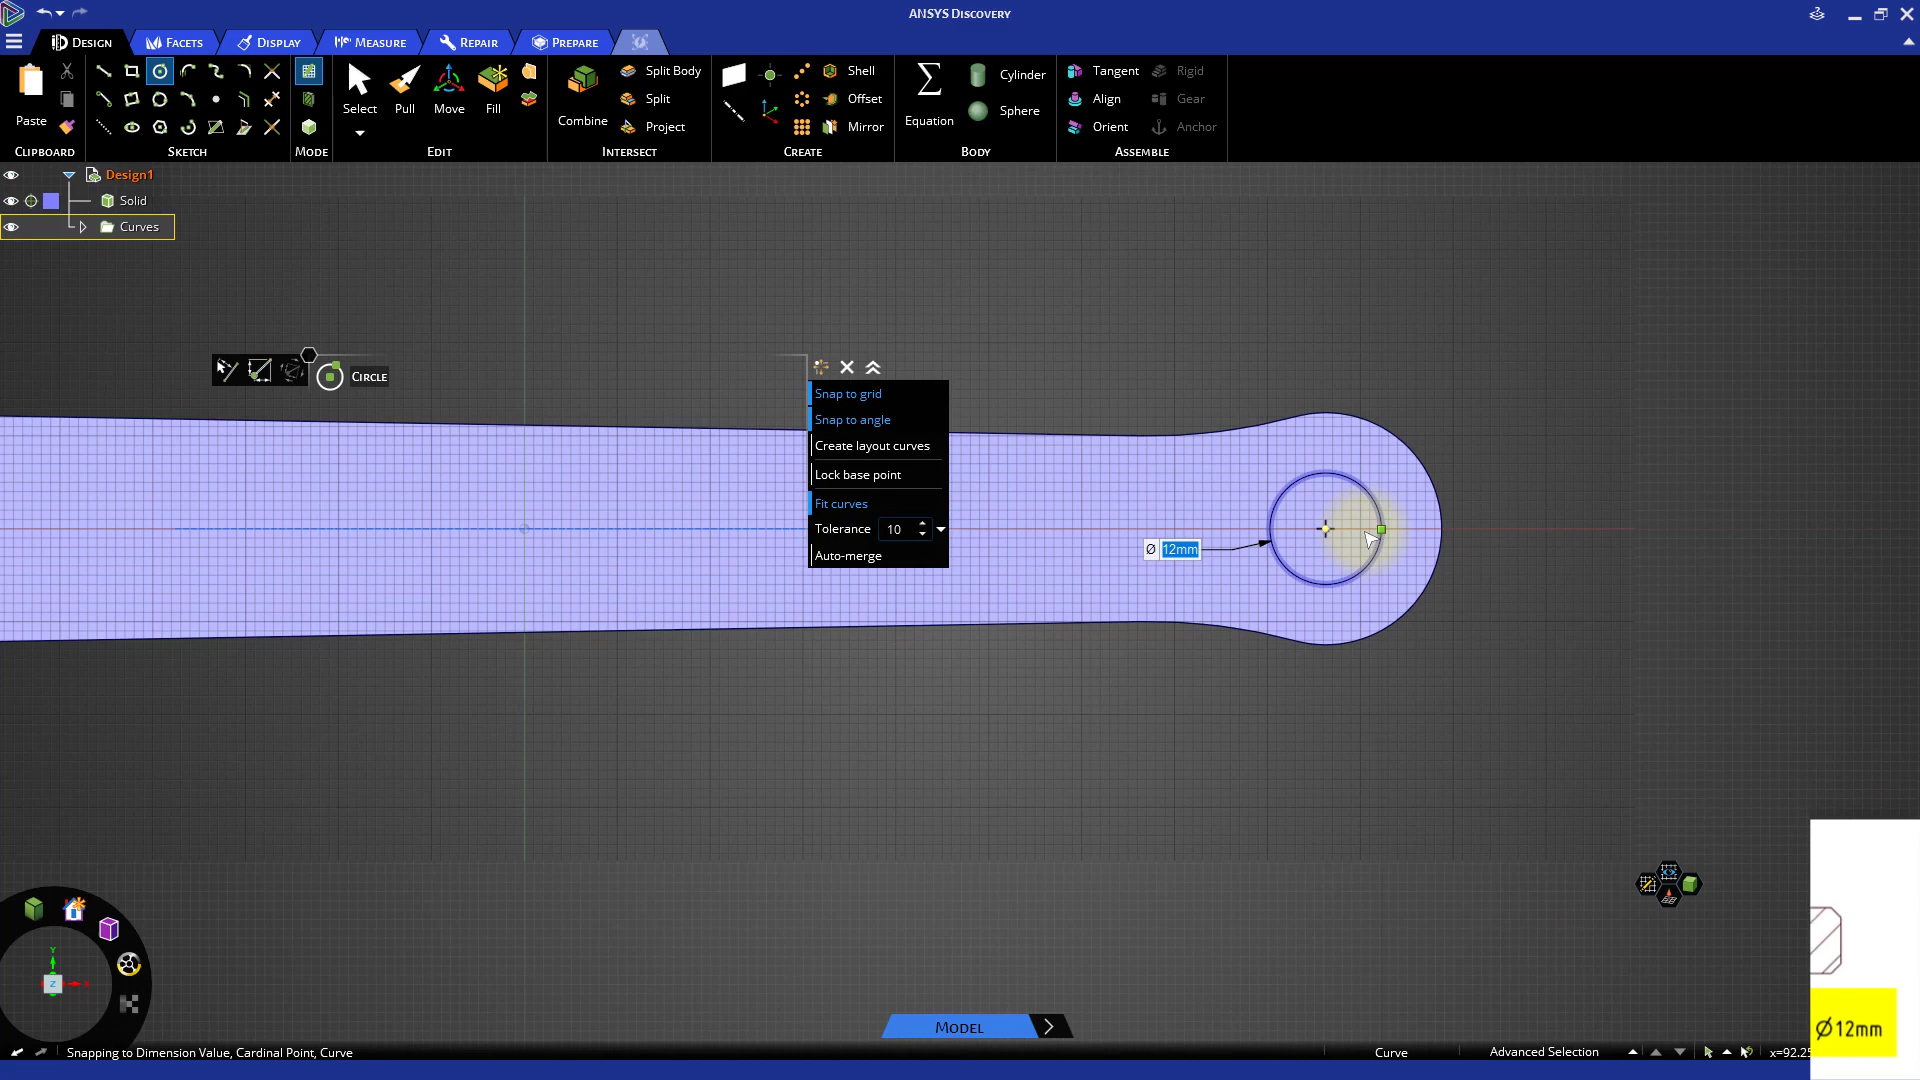 ANSYS Discovery
Design
Facets
Display
Measure
Repair
Prepare
Paste
Clipboard
Sketch
Mode
Select
Pull
Move
Fill
Edit
Combine
Split Body
Split
Project
Intersect
Shell
Offset
Mirror
Create
Equation
Cylinder
Sphere
Body
Tangent
Align
Orient
Rigid
Gear
Anchor
Assemble
Design1
Solid
Curves
Circle
Snap to grid
Snap to angle
Create layout curves
Lock base point
Fit curves
Tolerance 10
Auto-merge
Ø 12mm
Y
Z
X
Model
Ø12mm
Snapping to Dimension Value, Cardinal Point, Curve
Curve
Advanced Selection
x=92.25